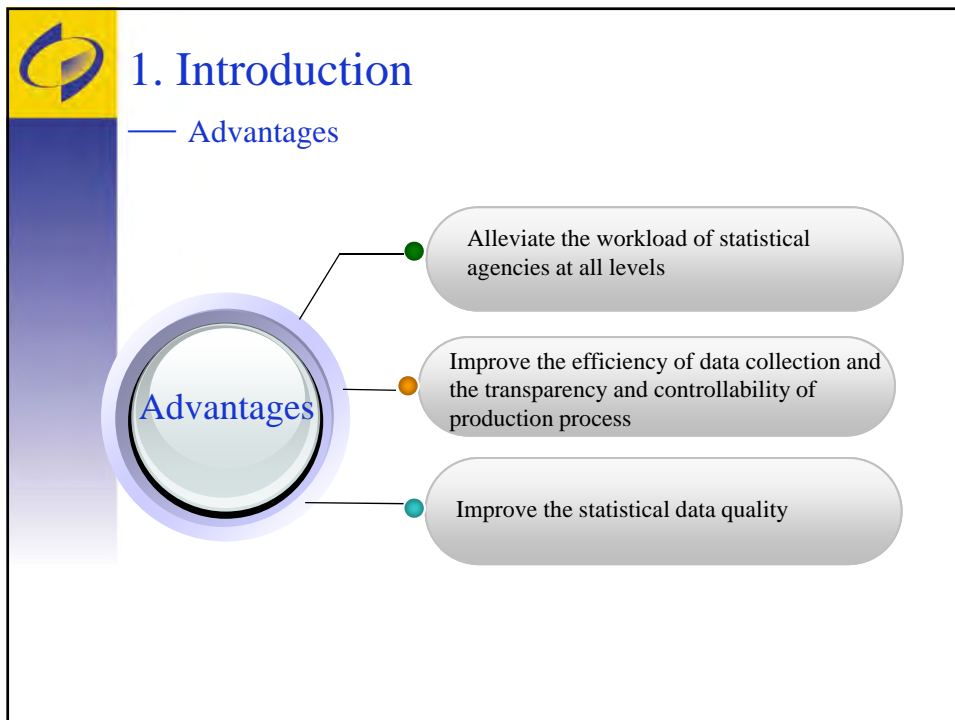 1. Introduction
Advantages
Alleviate the workload of statistical
agencies at all levels
Improve the efficiency of data collection and
the transparency and controllability of
production process
Advantages
Improve the statistical data quality